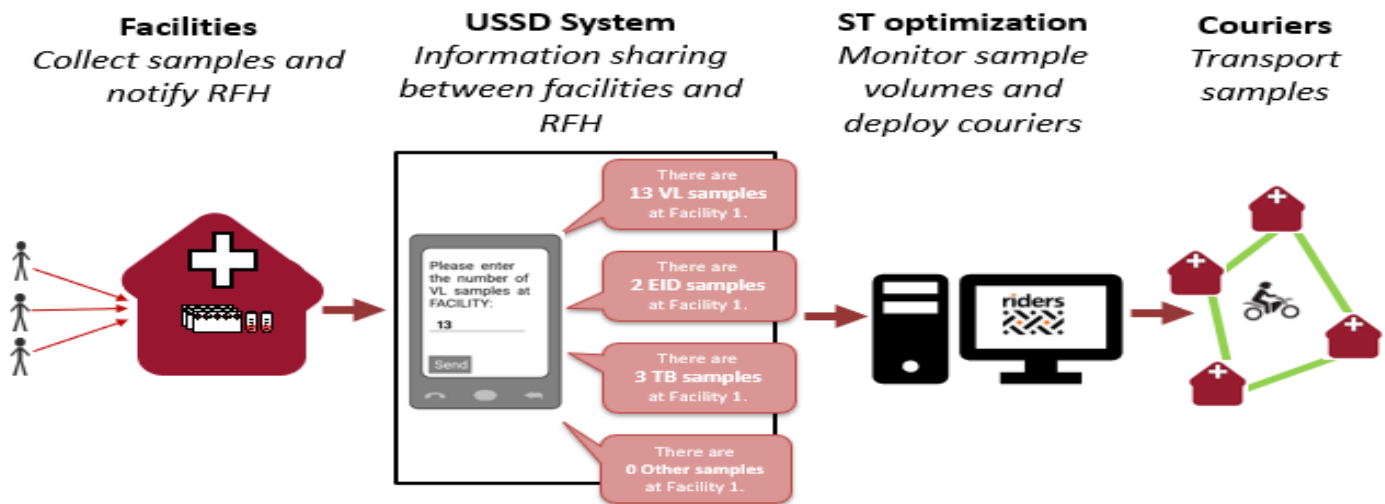 Facilities
Collect samples and
notify RFH
USSD System
Information sharing
between facilities and
RFH
ST optimization
Monitor sample
volumes and
deploy couriers
Couriers
Transport
samples
Please enter
the number of
VL samples at
FACILITY:
13
Send
There are
13 VL samples
at Facility 1.
There are
2 EID samples
at Facility 1.
There are
3 TB samples
at Facility 1.
There are
0 Other samples
at Facility 1.
riders